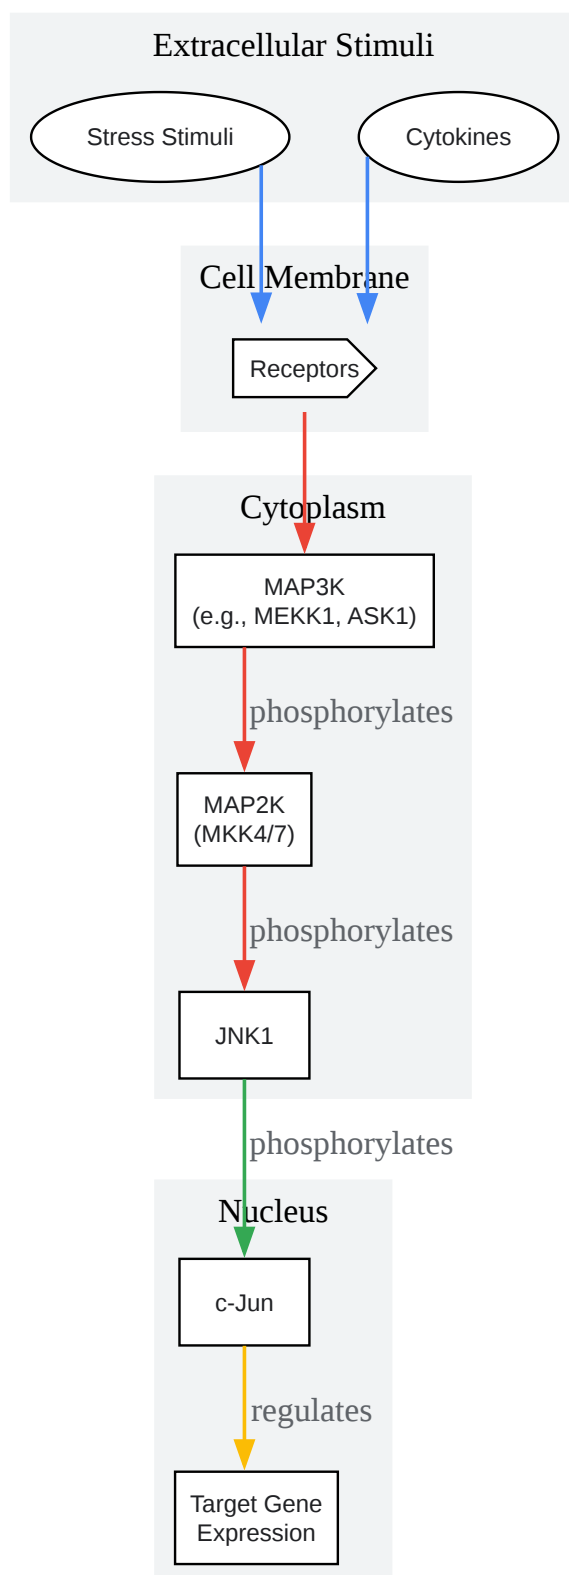 Extracellular Stimuli
Stress Stimuli
Cytokines
Cell Membrane
Receptors
Cytoplasm
MAP3K
(e.g., MEKK1, ASK1)
phosphorylates
MAP2K
(MKK4/7)
phosphorylates
JNK1
phosphorylates
Nucleus
c-Jun
regulates
Target Gene
Expression